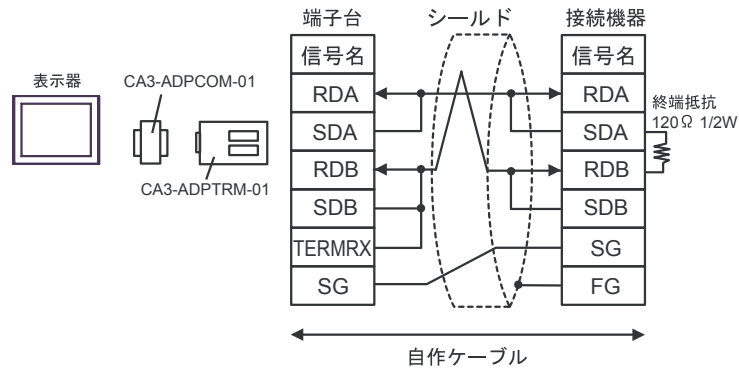 端子台
シールド
接続機器
信号名
信号名
表示器
CA3-ADPCOM-01
RDA
RDA
終端抵抗
120Ω 1/2W
SDA
SDA
RDB
RDB
CA3-ADPTRM-01
SDB
SDB
TERMRX
SG
SG
FG
自作ケーブル